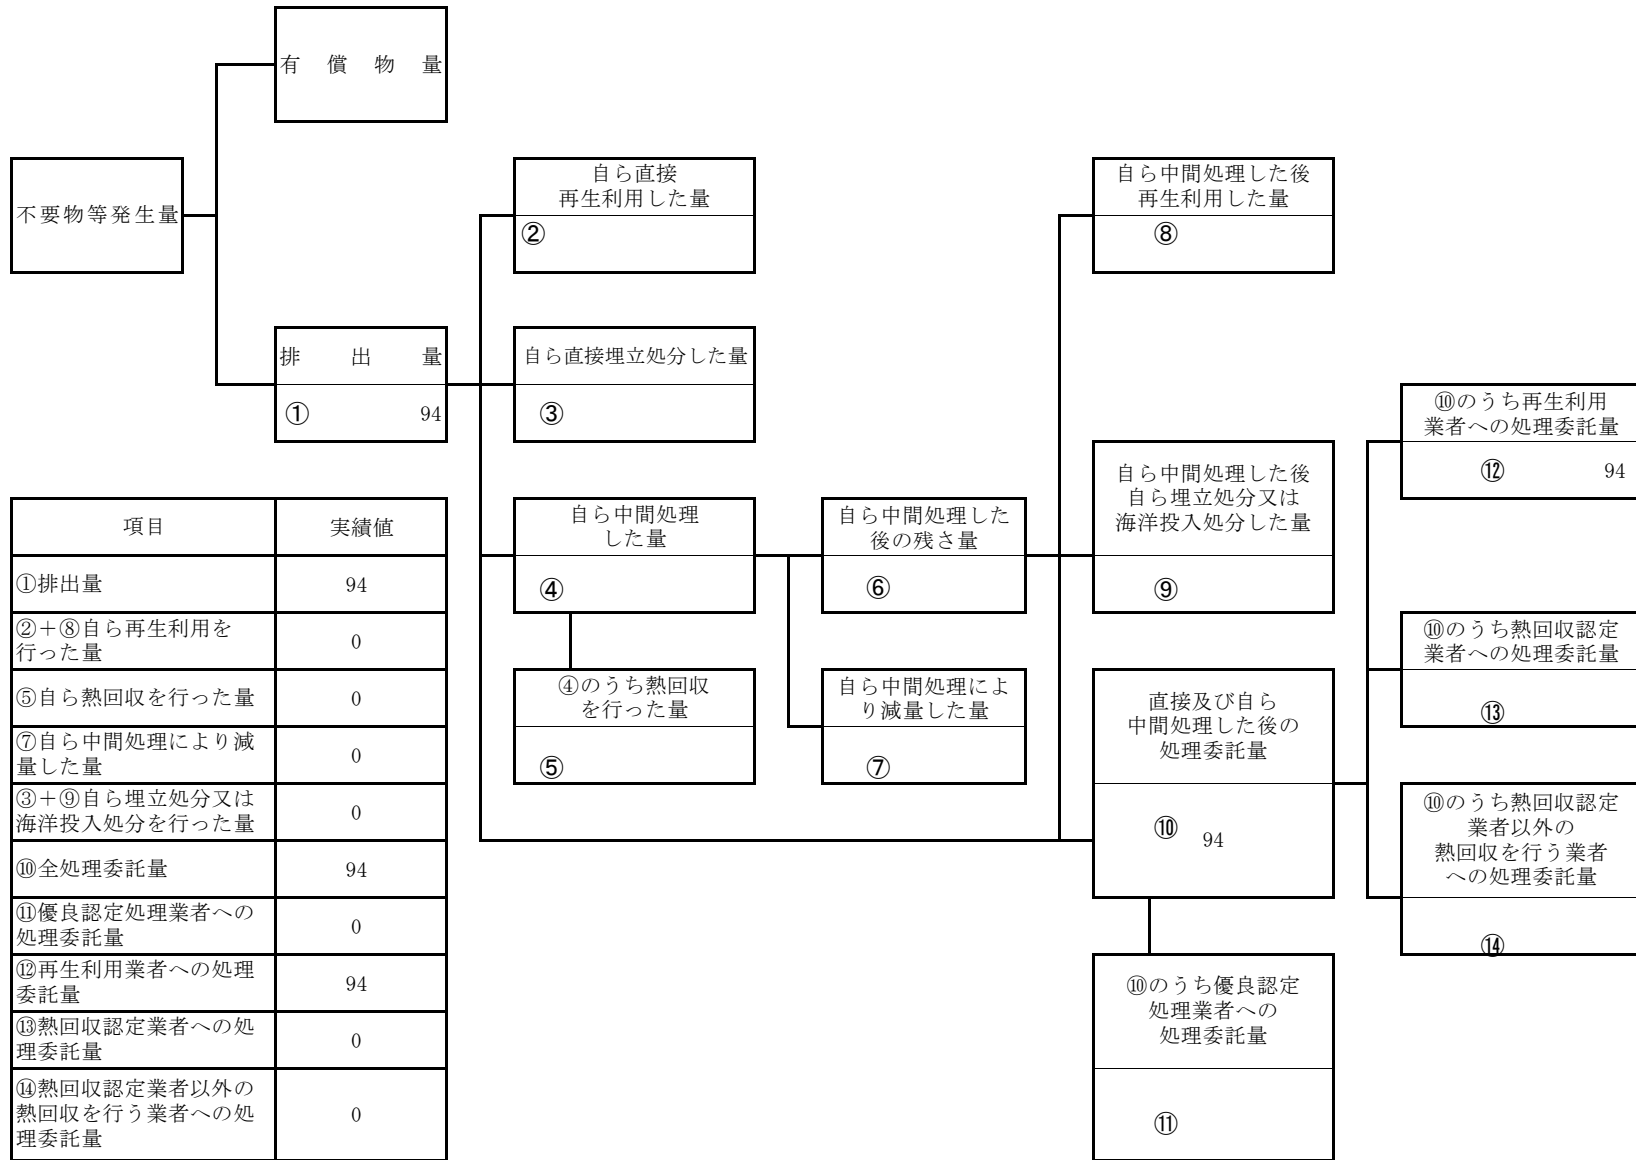 有償物量
不要物等発生量
排出量
① 94
自ら直接
再生利用した量
②
自ら直接埋立処分した量
③
自ら中間処理
した量
④
④のうち熱回収
を行った量
⑤
自ら中間処理した
後の残さ量
⑥
自ら中間処理によ
り減量した量
⑦
自ら中間処理した後
再生利用した量
⑧
自ら中間処理した後
自ら埋立処分又は
海洋投入処分した量
⑨
直接及び自ら
中間処理した後の
処理委託量
⑩ 94
⑩のうち優良認定
処理業者への
処理委託量
⑪
⑩のうち再生利用
業者への処理委託量
⑫ 94
⑩のうち熱回収認定
業者への処理委託量
⑬
⑩のうち熱回収認定
業者以外の
熱回収を行う業者
への処理委託量
⑭
項目 実績値
①排出量 94
②+⑧自ら再生利用を
行った量 0
⑤自ら熱回収を行った量 0
⑦自ら中間処理により減
量した量 0
③+⑨自ら埋立処分又は
海洋投入処分を行った量 0
⑩全処理委託量 94
⑪優良認定処理業者への
処理委託量 0
⑫再生利用業者への処理
委託量 94
⑬熱回収認定業者への処
理委託量 0
⑭熱回収認定業者以外の
熱回収を行う業者への処
理委託量 0